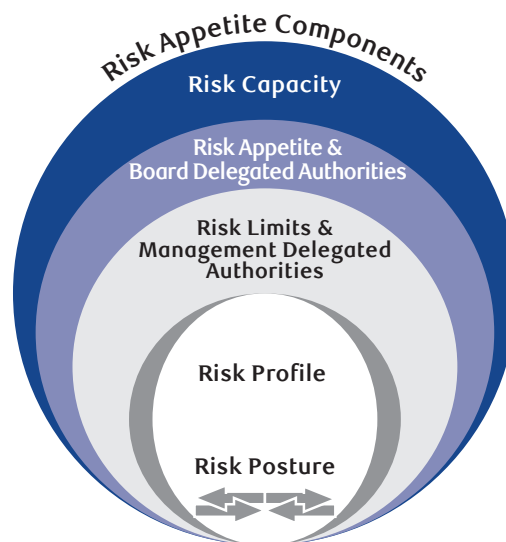 Risk Appetite Components
Risk Capacity
Risk Appetite &
Board Delegated Authorities
Risk Limits &
Management Delegated
Authorities
Risk Profile
Risk Posture